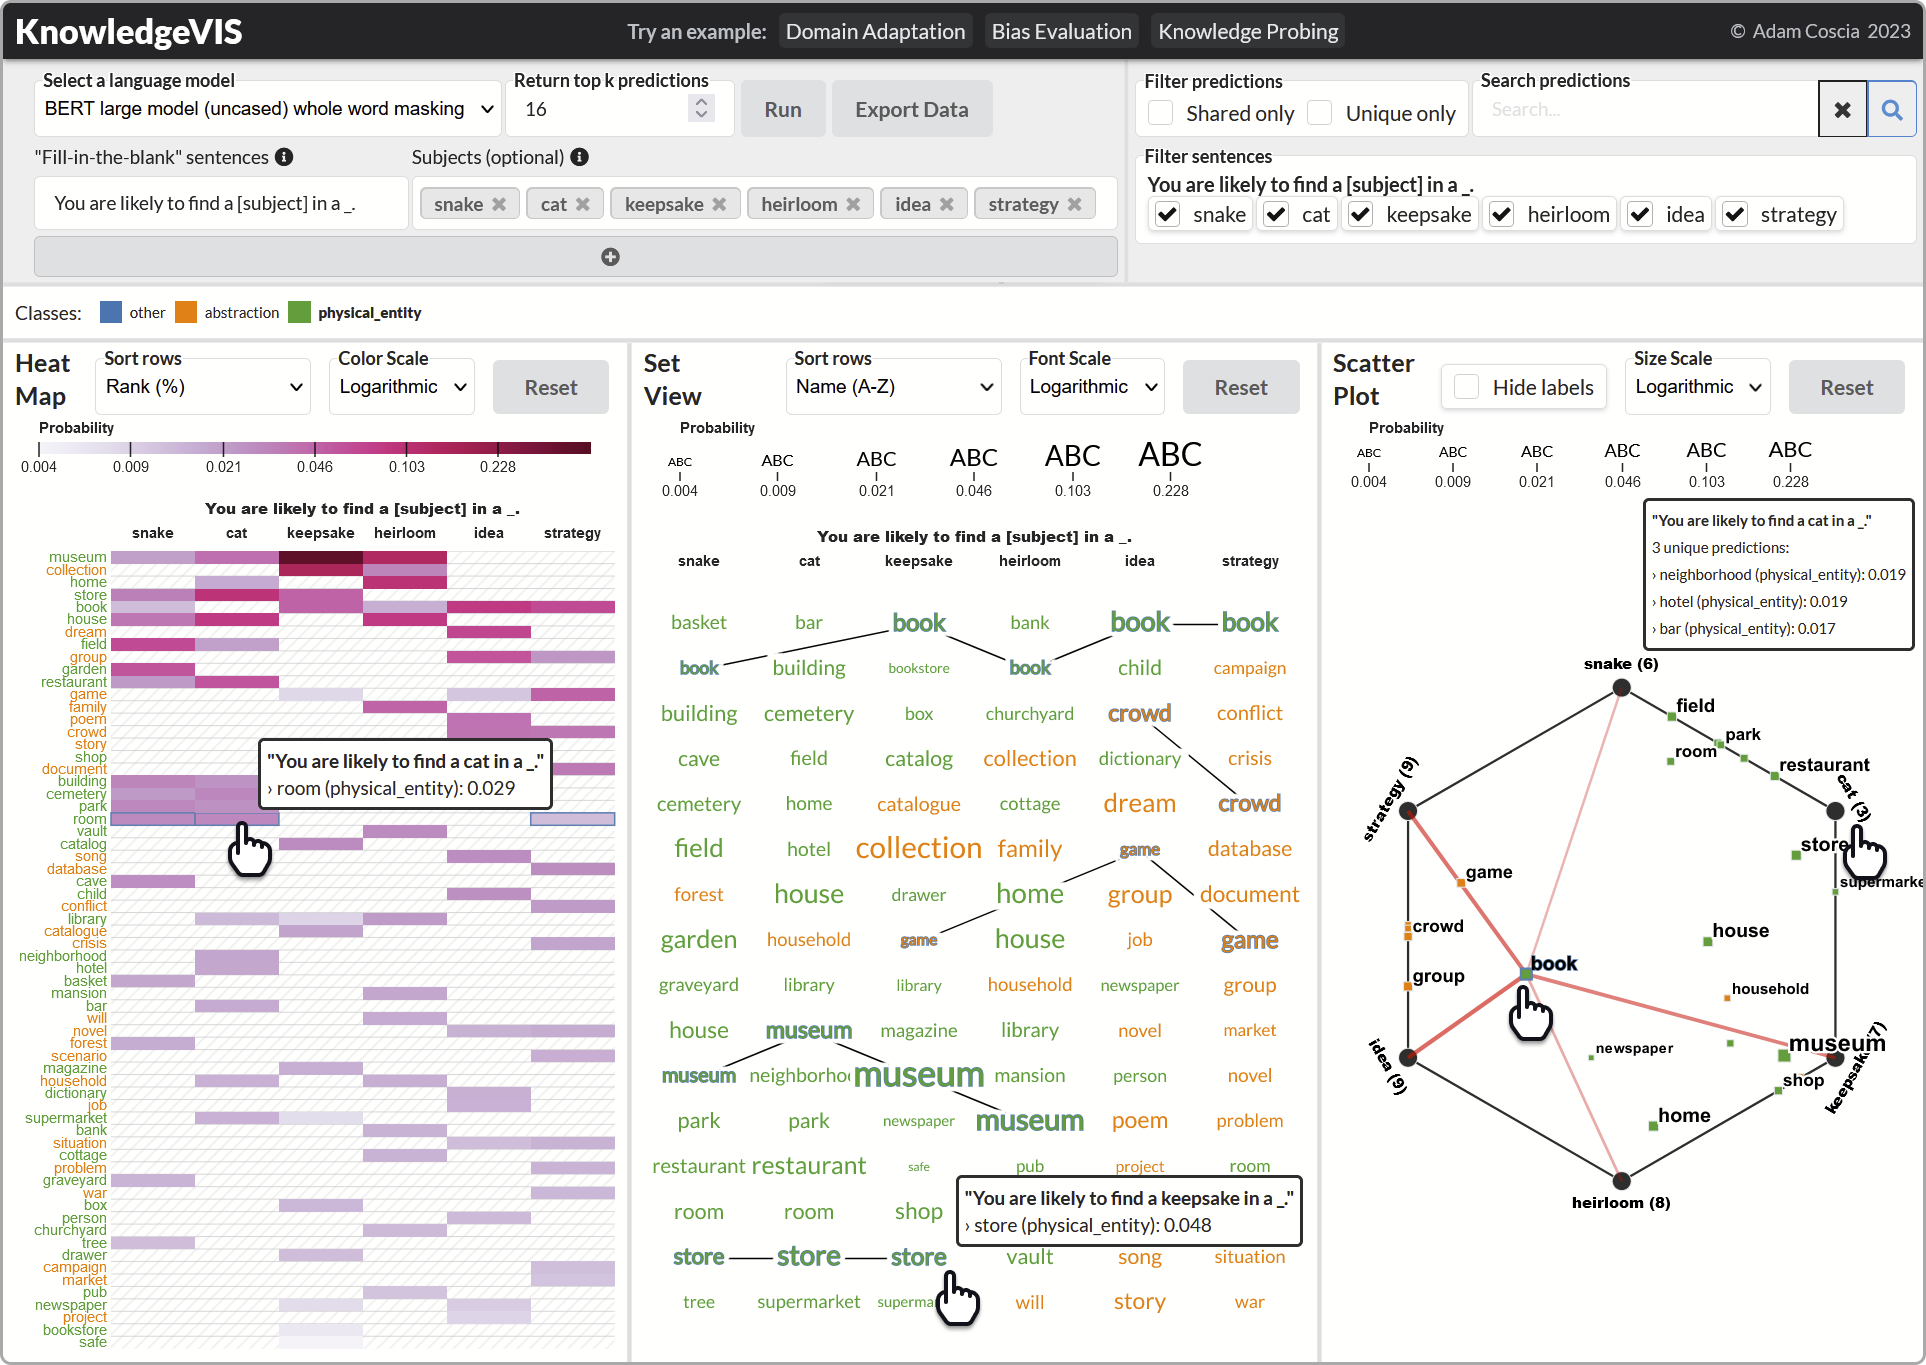 KnowledgeVIS
Try an example: Domain Adaptation Bias Evaluation Knowledge Probing
© Adam Coscia 2023
Select a language model
BERT large model (uncased) whole word masking
Return top k predictions
16
Run
Export Data
"Fill-in-the-blank" sentences
Subjects (optional)
You are likely to find a [subject] in a _.
snake cat keepsake heirloom idea strategy
Filter predictions
Shared only Unique only
Search predictions
Search...
Filter sentences
You are likely to find a [subject] in a _.
snake cat keepsake heirloom idea strategy
Classes: other abstraction physical_entity
Heat Map
Sort rows
Rank (%)
Color Scale
Logarithmic
Reset
Probability
0.004 0.009 0.021 0.046 0.103 0.228
You are likely to find a [subject] in a _.
snake cat keepsake heirloom idea strategy
museum
collection
home
store
book
house
dream
field
group
garden
restaurant
game
family
poem
crowd
story
shop
document
building
cemetery
park
room
vault
catalog
song
database
cave
child
conflict
library
catalogue
crisis
neighborhood
hotel
basket
mansion
bar
will
novel
forest
scenario
magazine
household
dictionary
job
supermarket
bank
situation
cottage
problem
graveyard
war
box
person
churchyard
tree
drawer
campaign
market
pub
newspaper
project
bookstore
safe
"You are likely to find a cat in a _."
› room (physical_entity): 0.029
Set View
Sort rows
Name (A-Z)
Font Scale
Logarithmic
Reset
Probability
ABC ABC ABC ABC ABC ABC
0.004 0.009 0.021 0.046 0.103 0.228
You are likely to find a [subject] in a _.
snake cat keepsake heirloom idea strategy
basket bar book bank book book
book building bookstore book child campaign
building cemetery box churchyard crowd conflict
cave field catalog collection dictionary crisis
cemetery home catalogue cottage dream crowd
field hotel collection family game database
forest house drawer home group document
garden household game house job game
graveyard library library household newspaper group
house museum magazine library novel market
museum neighborhoo museum mansion person novel
park park newspaper museum poem problem
restaurant restaurant safe pub project room
room room shop
"You are likely to find a keepsake in a _."
› store (physical_entity): 0.048
store store store vault song situation
tree supermarket superma will story war
Scatter Plot
Hide labels
Size Scale
Logarithmic
Reset
Probability
ABC ABC ABC ABC ABC ABC
0.004 0.009 0.021 0.046 0.103 0.228
"You are likely to find a cat in a _."
3 unique predictions:
› neighborhood (physical_entity): 0.019
› hotel (physical_entity): 0.019
› bar (physical_entity): 0.017
snake (6)
field
park
room
restaurant
cat (3)
strategy (9)
store
game
supermarke
crowd
house
book
group
household
idea (9)
newspaper
museum
shop
home
heirloom (8)